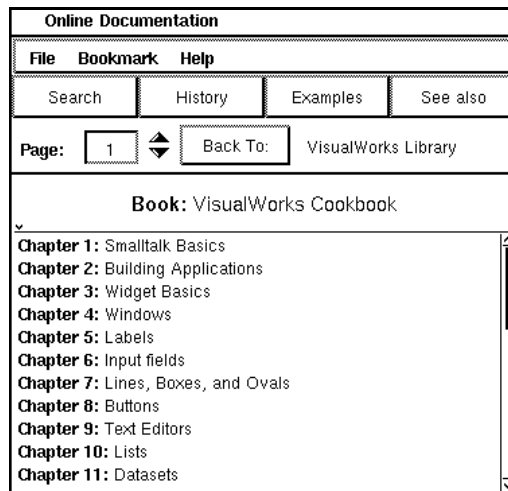 Online Documentation
File Bookmark Help
Search History Examples See also
Page: 1 Back To: VisualWorks Library
Book: VisualWorks Cookbook
Chapter 1: Smalltalk Basics
Chapter 2: Building Applications
Chapter 3: Widget Basics
Chapter 4: Windows
Chapter 5: Labels
Chapter 6: Input fields
Chapter 7: Lines, Boxes, and Ovals
Chapter 8: Buttons
Chapter 9: Text Editors
Chapter 10: Lists
Chapter 11: Datasets